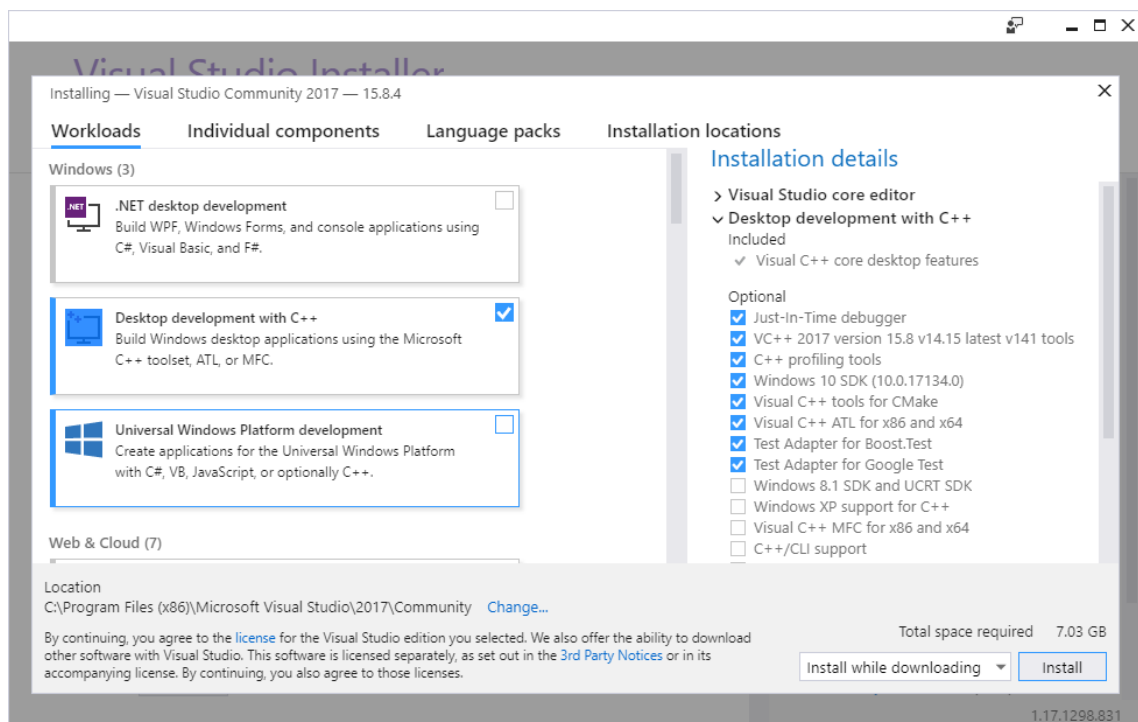 Visual Studio Installer
Installing — Visual Studio Community 2017 — 15.8.4
Workloads
Individual components
Language packs
Installation locations
Windows (3)
.NET
.NET desktop development
Build WPF, Windows Forms, and console applications using
C#, Visual Basic, and F#.
Desktop development with C++
Build Windows desktop applications using the Microsoft
C++ toolset, ATL, or MFC.
Universal Windows Platform development
Create applications for the Universal Windows Platform
with C#, VB, JavaScript, or optionally C++.
Web & Cloud (7)
Installation details
Visual Studio core editor
Desktop development with C++
Included
Visual C++ core desktop features
Optional
Just-In-Time debugger
VC++ 2017 version 15.8 v14.15 latest v141 tools
C++ profiling tools
Windows 10 SDK (10.0.17134.0)
Visual C++ tools for CMake
Visual C++ ATL for x86 and x64
Test Adapter for Boost.Test
Test Adapter for Google Test
Windows 8.1 SDK and UCRT SDK
Windows XP support for C++
Visual C++ MFC for x86 and x64
C++/CLI support
Location
C:\Program Files (x86)\Microsoft Visual Studio\2017\Community Change...
By continuing, you agree to the license for the Visual Studio edition you selected. We also offer the ability to download
other software with Visual Studio. This software is licensed separately, as set out in the 3rd Party Notices or in its
accompanying license. By continuing, you also agree to those licenses.
Total space required 7.03 GB
Install while downloading
Install
1.17.1298.831